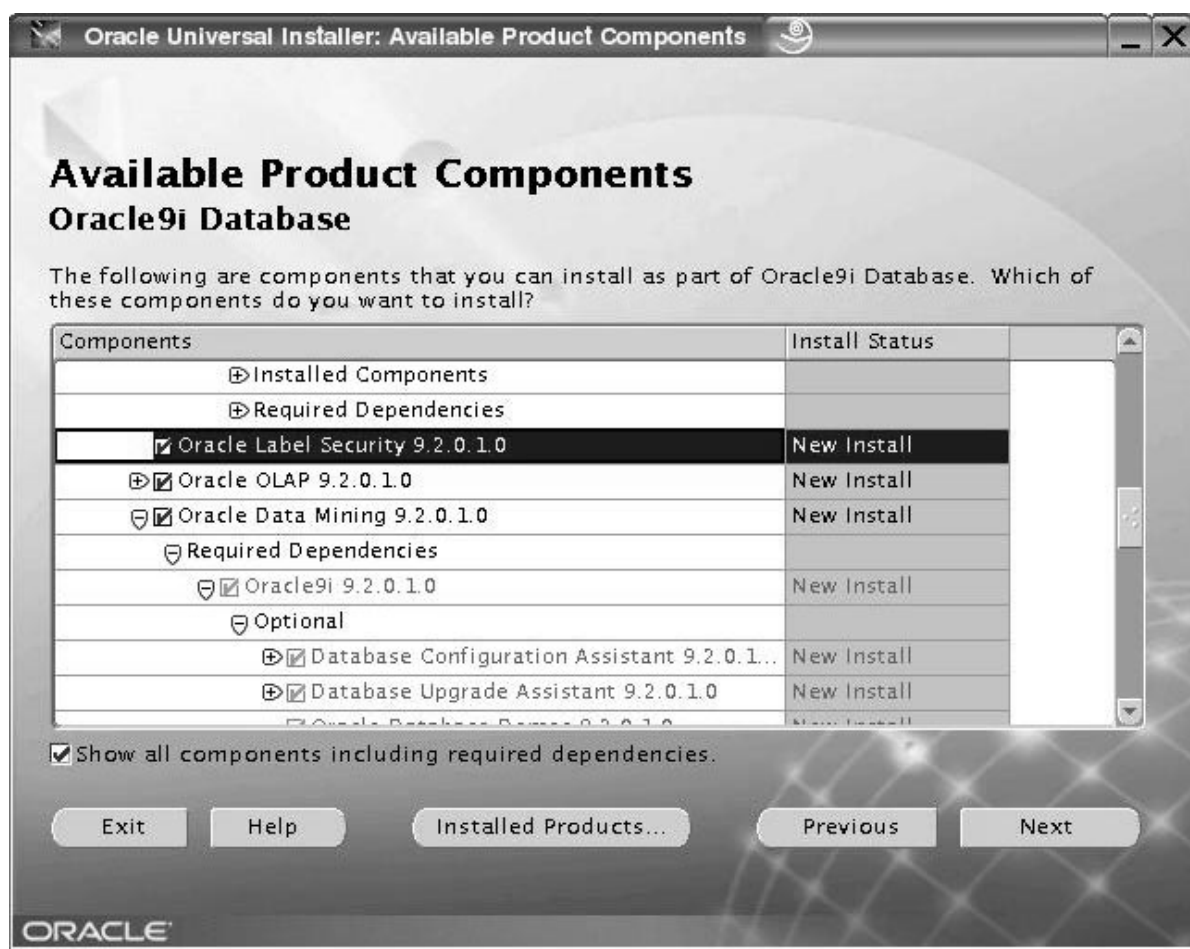 Oracle Universal Installer: Available Product Components
Available Product Components
Oracle9i Database
The following are components that you can install as part of Oracle9i Database. Which of
these components do you want to install?
Components Install Status
Installed Components
Required Dependencies
Oracle Label Security 9.2.0.1.0 New Install
Oracle OLAP 9.2.0.1.0 New Install
Oracle Data Mining 9.2.0.1.0 New Install
Required Dependencies
Oracle9i 9.2.0.1.0 New Install
Optional
Database Configuration Assistant 9.2.0.1... New Install
Database Upgrade Assistant 9.2.0.1.0 New Install
Show all components including required dependencies.
Exit Help Installed Products... Previous Next
ORACLE